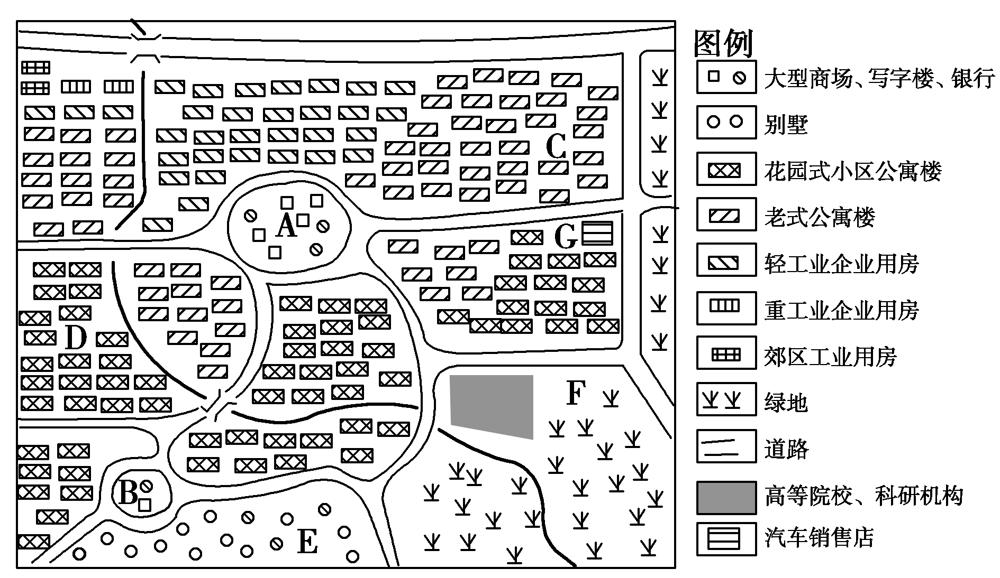 图例
大型商场、写字楼、银行
别墅
花园式小区公寓楼
老式公寓楼
轻工业企业用房
重工业企业用房
郊区工业用房
绿地
道路
高等院校、科研机构
汽车销售店
C
A
G
D
F
B
E